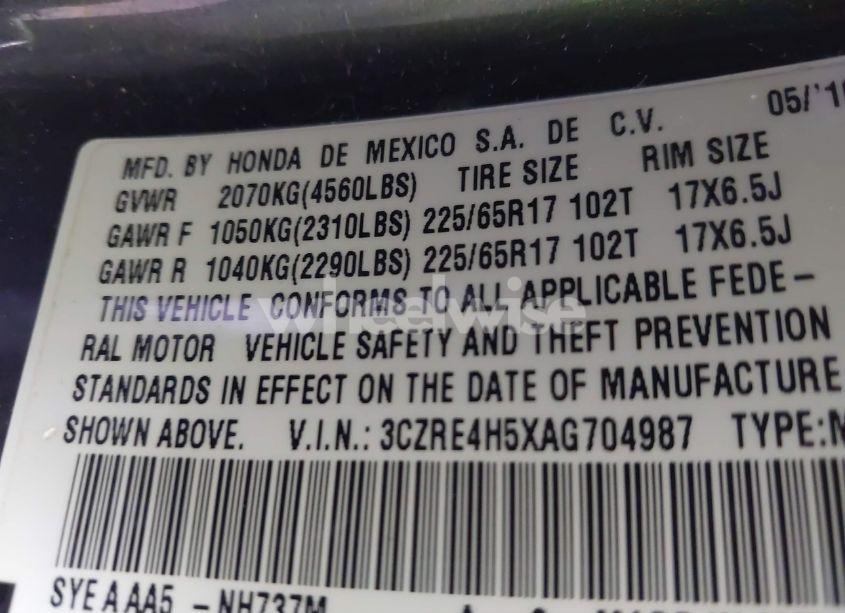 MFD. BY HONDA DE MEXICO S.A. DE C.V. 05/'1
GVWR 2070KG(4560LBS) TIRE SIZE RIM SIZE
GAWR F 1050KG(2310LBS) 225/65R17 102T 17X6.5J
GAWR R 1040KG(2290LBS) 225/65R17 102T 17X6.5J
THIS VEHICLE CONFORMS TO ALL APPLICABLE FEDE-
RAL MOTOR VEHICLE SAFETY AND THEFT PREVENTION
STANDARDS IN EFFECT ON THE DATE OF MANUFACTURE
SHOWN ABOVE. V.I.N.: 3CZRE4H5XAG704987 TYPE:M
SYE A AA5 - NH737M
wheelwise